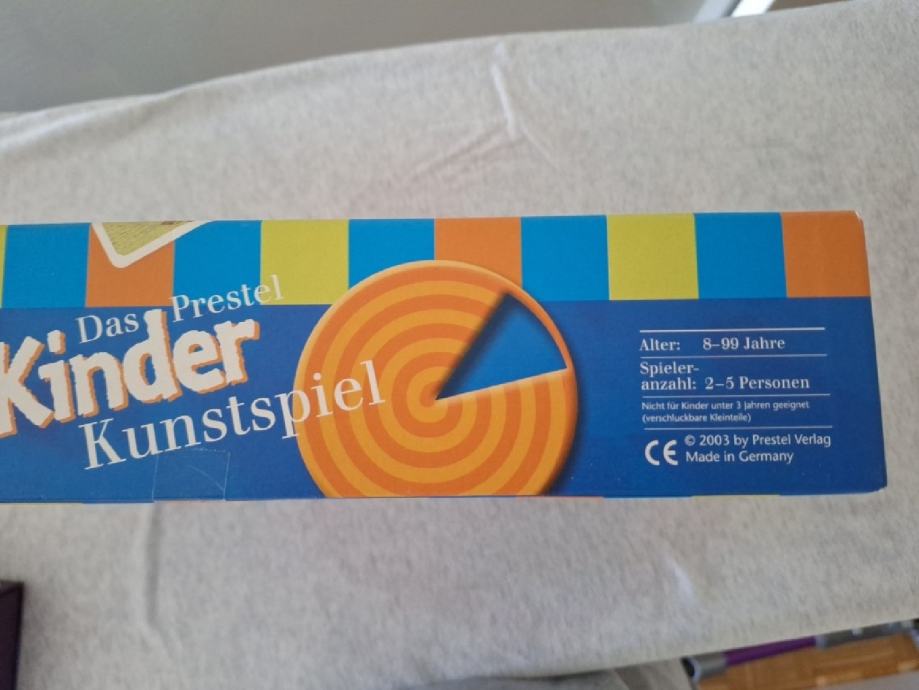 Das Prestel
Kinder
Kunstspiel
Alter: 8–99 Jahre
Spieler-
anzahl: 2–5 Personen
Nicht für Kinder unter 3 Jahren geeignet
(verschluckbare Kleinteile)
CE © 2003 by Prestel Verlag
Made in Germany